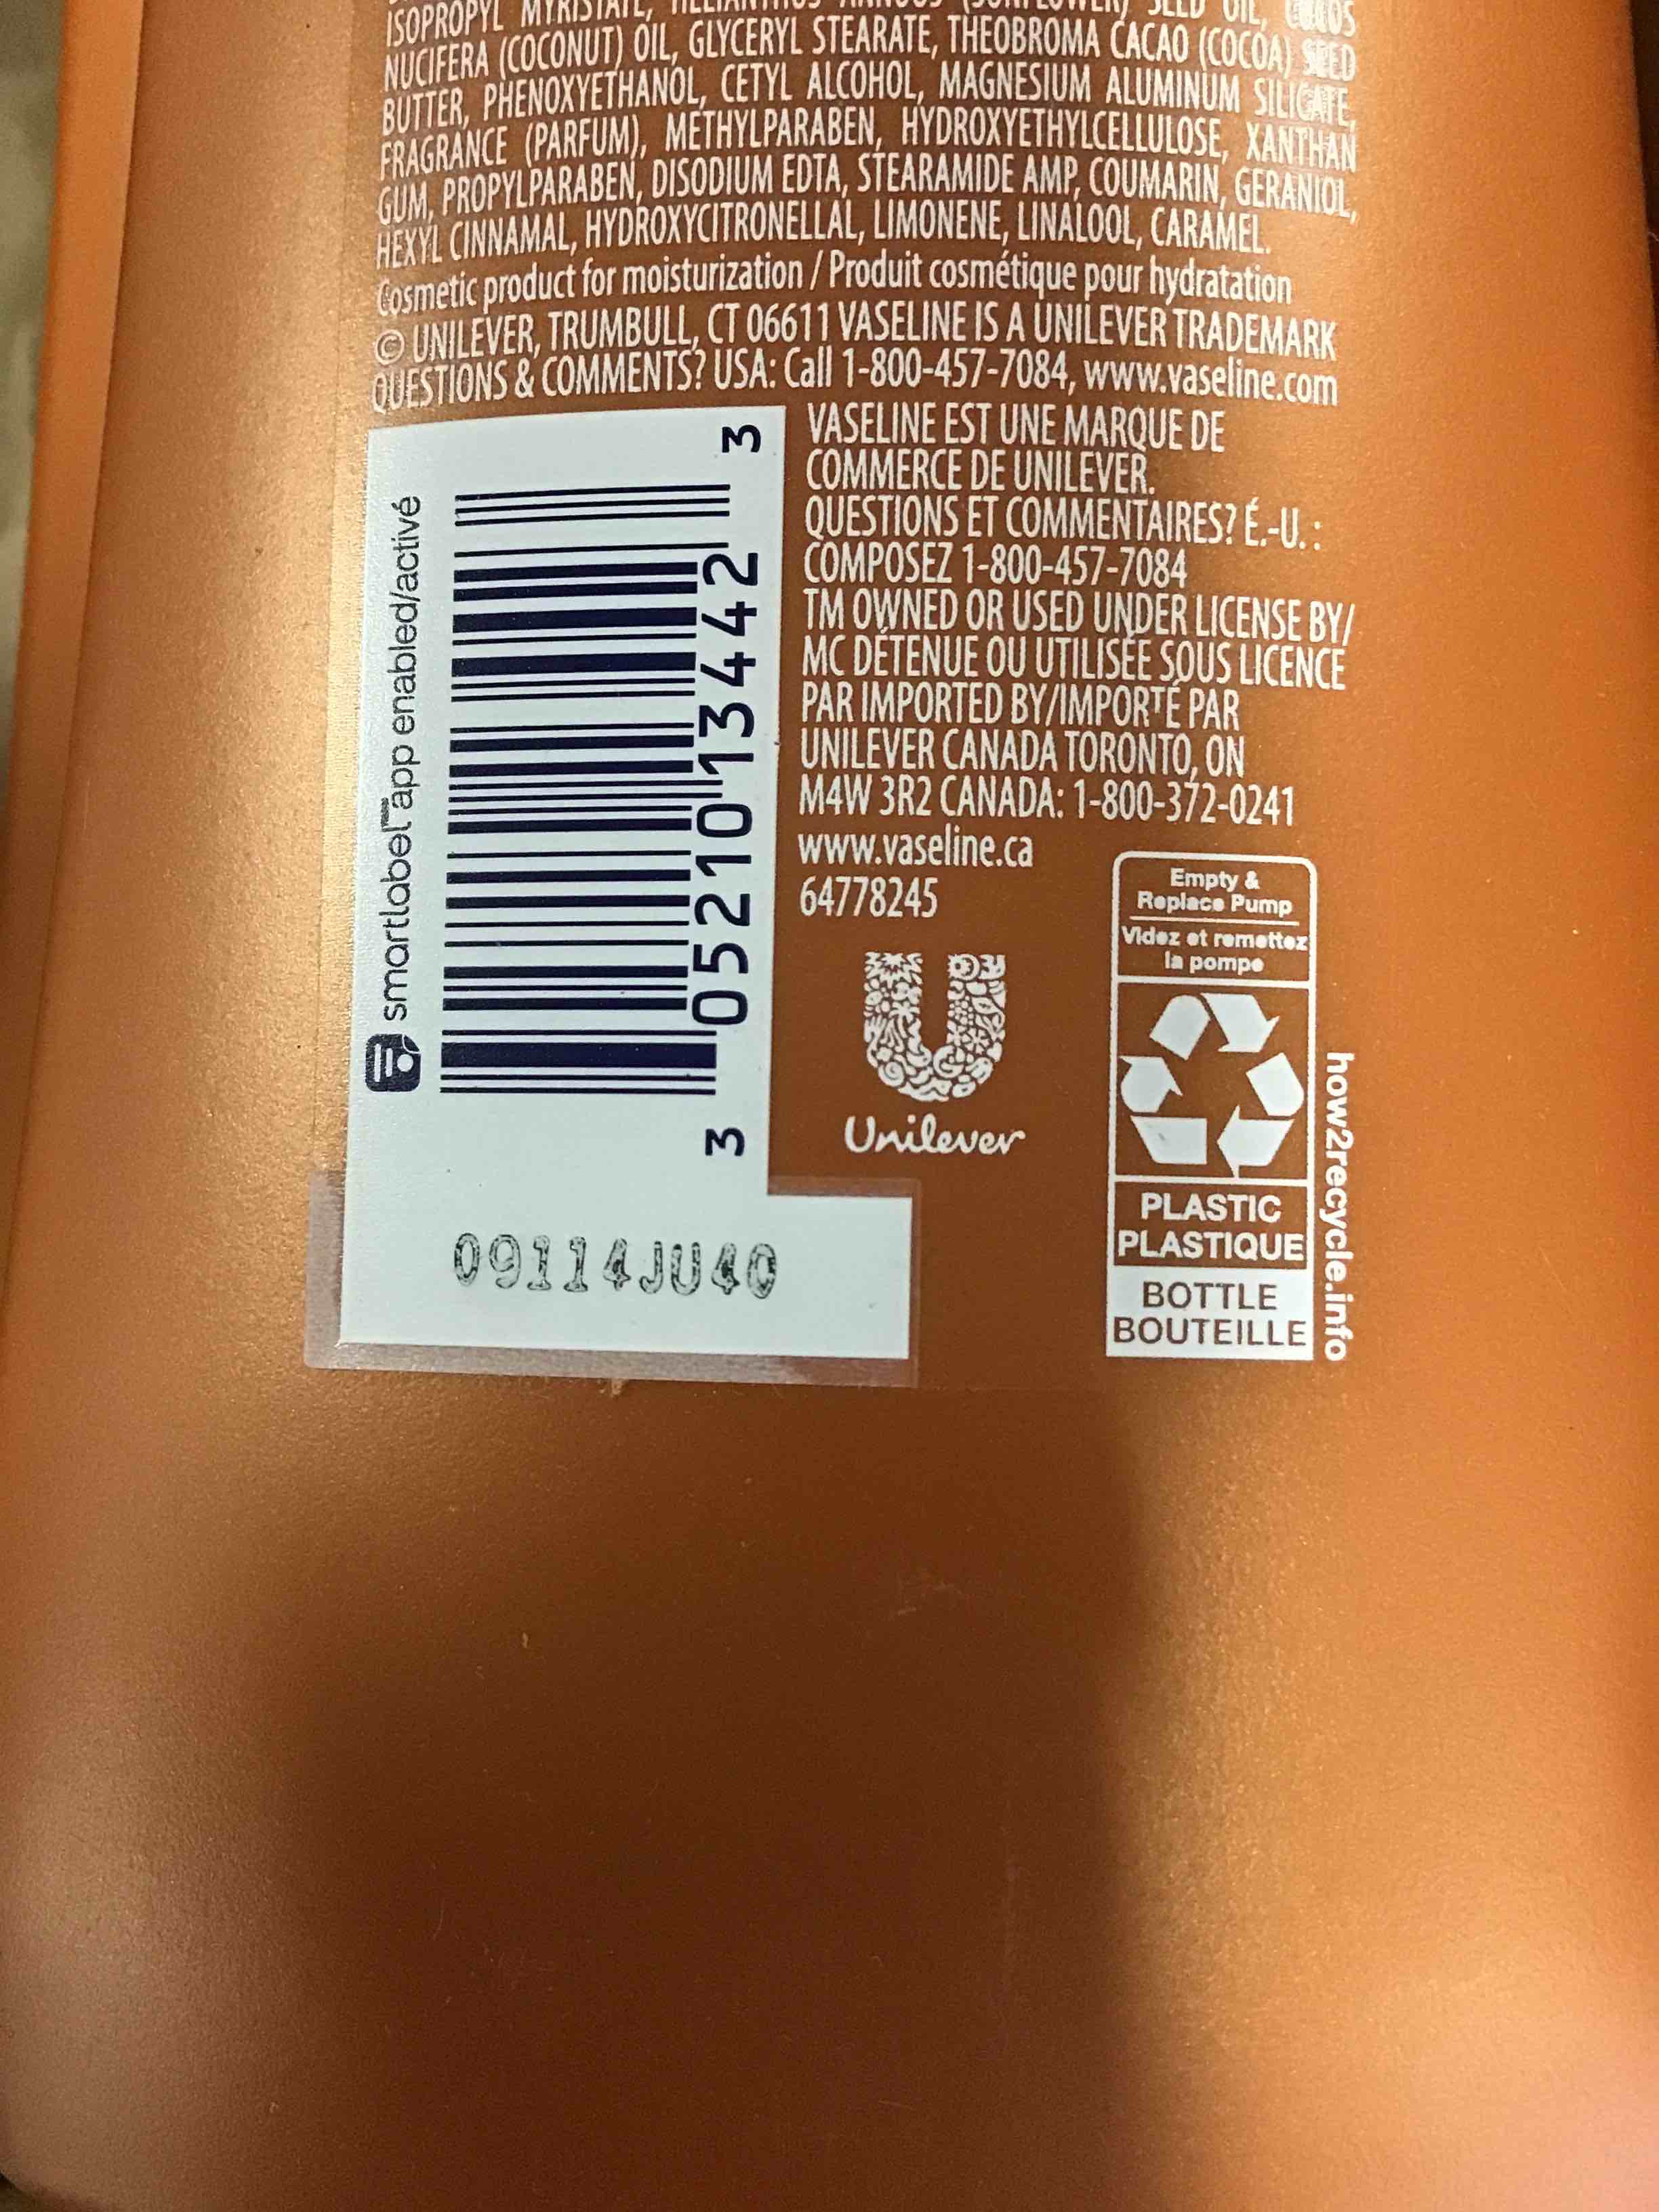 ISOPROPYL MYRISTATE, HELIANTHUS ANNUUS (SUNFLOWER) SEED OIL, COCOS
NUCIFERA (COCONUT) OIL, GLYCERYL STEARATE, THEOBROMA CACAO (COCOA) SEED
BUTTER, PHENOXYETHANOL, CETYL ALCOHOL, MAGNESIUM ALUMINUM SILICATE,
FRAGRANCE (PARFUM), METHYLPARABEN, HYDROXYETHYLCELLULOSE, XANTHAN
GUM, PROPYLPARABEN, DISODIUM EDTA, STEARAMIDE AMP, COUMARIN, GERANIOL,
HEXYL CINNAMAL, HYDROXYCITRONELLAL, LIMONENE, LINALOOL, CARAMEL.
Cosmetic product for moisturization / Produit cosmétique pour hydratation
© UNILEVER, TRUMBULL, CT 06611 VASELINE IS A UNILEVER TRADEMARK
QUESTIONS & COMMENTS? USA: Call 1-800-457-7084, www.vaseline.com
VASELINE EST UNE MARQUE DE
COMMERCE DE UNILEVER.
QUESTIONS ET COMMENTAIRES? É.-U. :
COMPOSEZ 1-800-457-7084
TM OWNED OR USED UNDER LICENSE BY/
MC DÉTENUE OU UTILISÉE SOUS LICENCE
PAR IMPORTED BY/IMPORTÉ PAR
UNILEVER CANADA TORONTO, ON
M4W 3R2 CANADA: 1-800-372-0241
www.vaseline.ca
64778245
smartlabel™ app enabled/activé
3 05210 13442 3
09114JU40
Unilever
Empty &
Replace Pump
Videz et remettez
la pompe
PLASTIC
PLASTIQUE
BOTTLE
BOUTEILLE
how2recycle.info